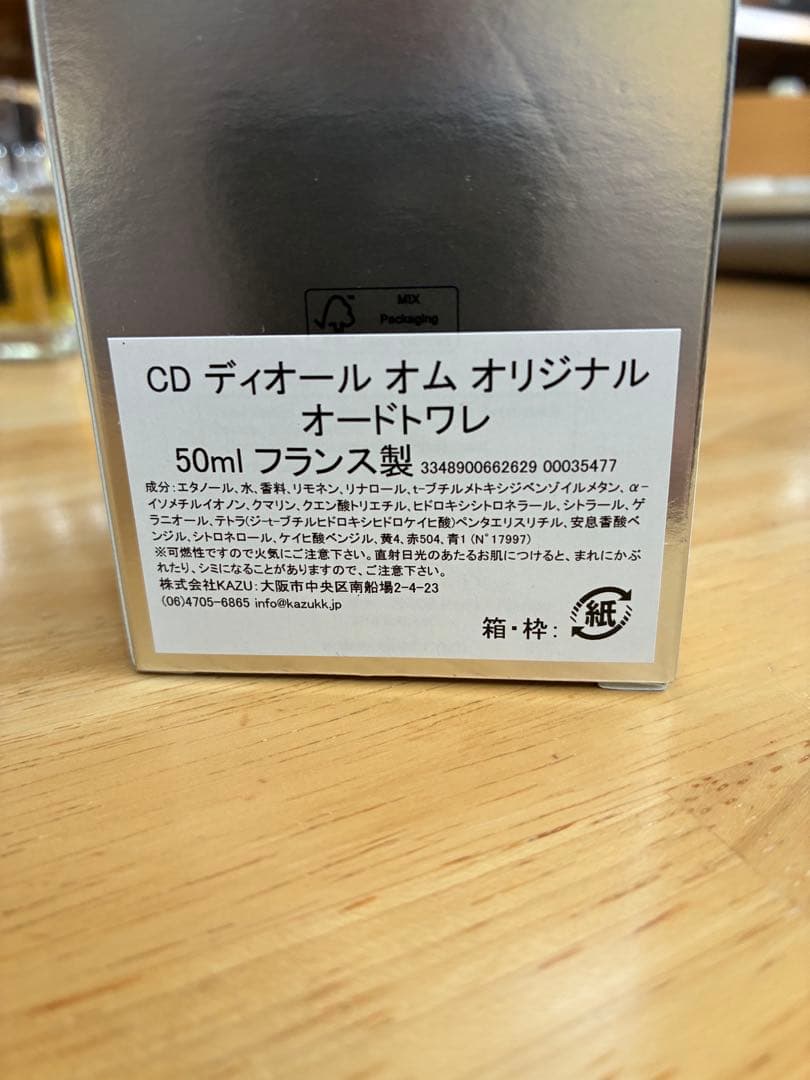 MIX
Packaging
CD ディオール オム オリジナル
オードトワレ
50ml フランス製 3348900662629 00035477
成分:エタノール、水、香料、リモネン、リナロール、t-ブチルメトキシジベンゾイルメタン、α-
イソメチルイオノン、クマリン、クエン酸トリエチル、ヒドロキシシトロネラール、シトラール、ゲ
ラニオール、テトラ(ジ-t-ブチルヒドロキシヒドロケイヒ酸)ペンタエリスリチル、安息香酸ベ
ンジル、シトロネロール、ケイヒ酸ベンジル、黄4、赤504、青1 (N°17997)
※可燃性ですので火気にご注意下さい。直射日光のあたるお肌につけると、まれにかぶ
れたり、シミになることがありますので、ご注意下さい。
株式会社KAZU:大阪市中央区南船場2-4-23
(06)4705-6865 info@kazukk.jp
箱・枠: 紙